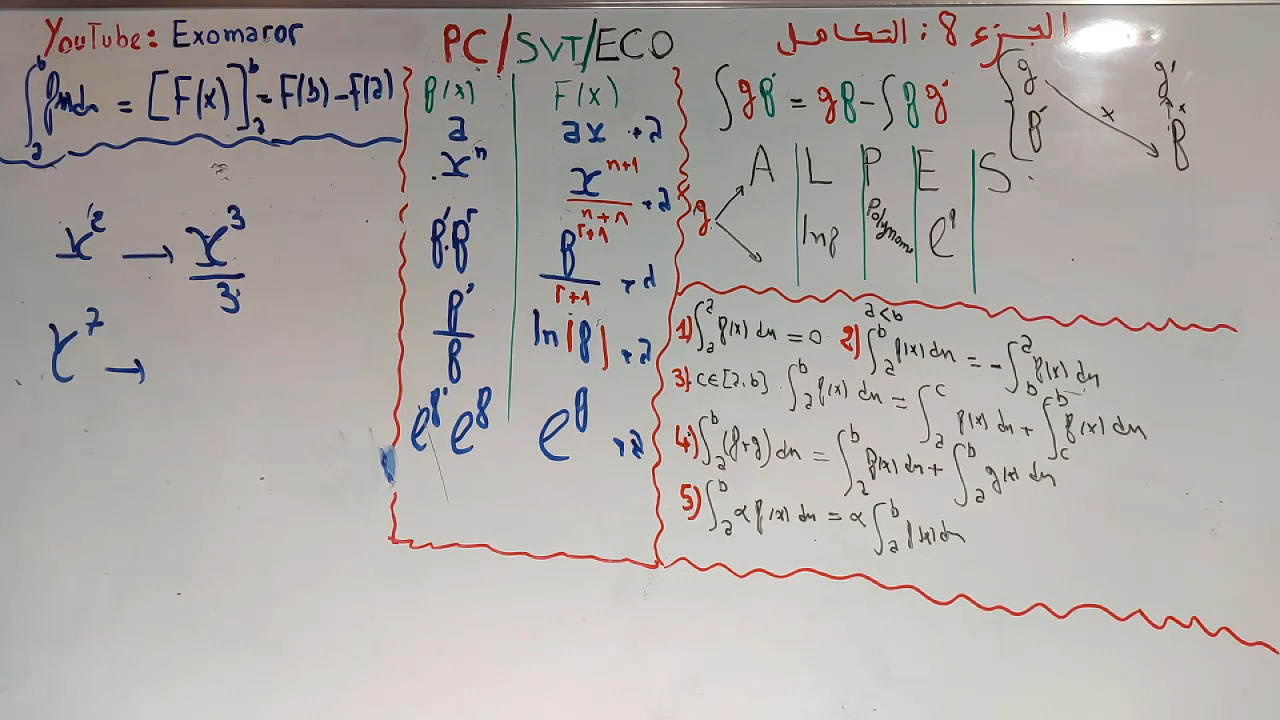 YouTube: Exomaror
PC/SVT/ECO
الجزء 8: التكامل
∫ₐᵇ f(x)dx = [F(x)]ₐᵇ = F(b) - f(a)
x² → x³/3
x⁷ →
f(x) F(x)
a ax + λ
xⁿ xⁿ⁺¹/n+1 + λ
f'·fʳ fʳ⁺¹/r+1 + λ
f'/f ln|f| + λ
e^g' e^g e^g + λ
∫gf' = gf - ∫fg'
g g'
f' f
x x
A | L | P | E | S
g
lnf Polynome eᶠ
1) ∫ₐᵃ f(x) dx = 0
a<b
2) ∫ₐᵇ f(x) dx = -∫ᵦᵃ f(x) dx
3) c∈[a,b] ∫ₐᵇ f(x) dx = ∫ₐᶜ f(x) dx + ∫꜀ᵇ f(x) dx
4) ∫ₐᵇ (f+g) dx = ∫ₐᵇ f(x) dx + ∫ₐᵇ g(x) dx
5) ∫ₐᵇ α f(x) dx = α ∫ₐᵇ f(x) dx